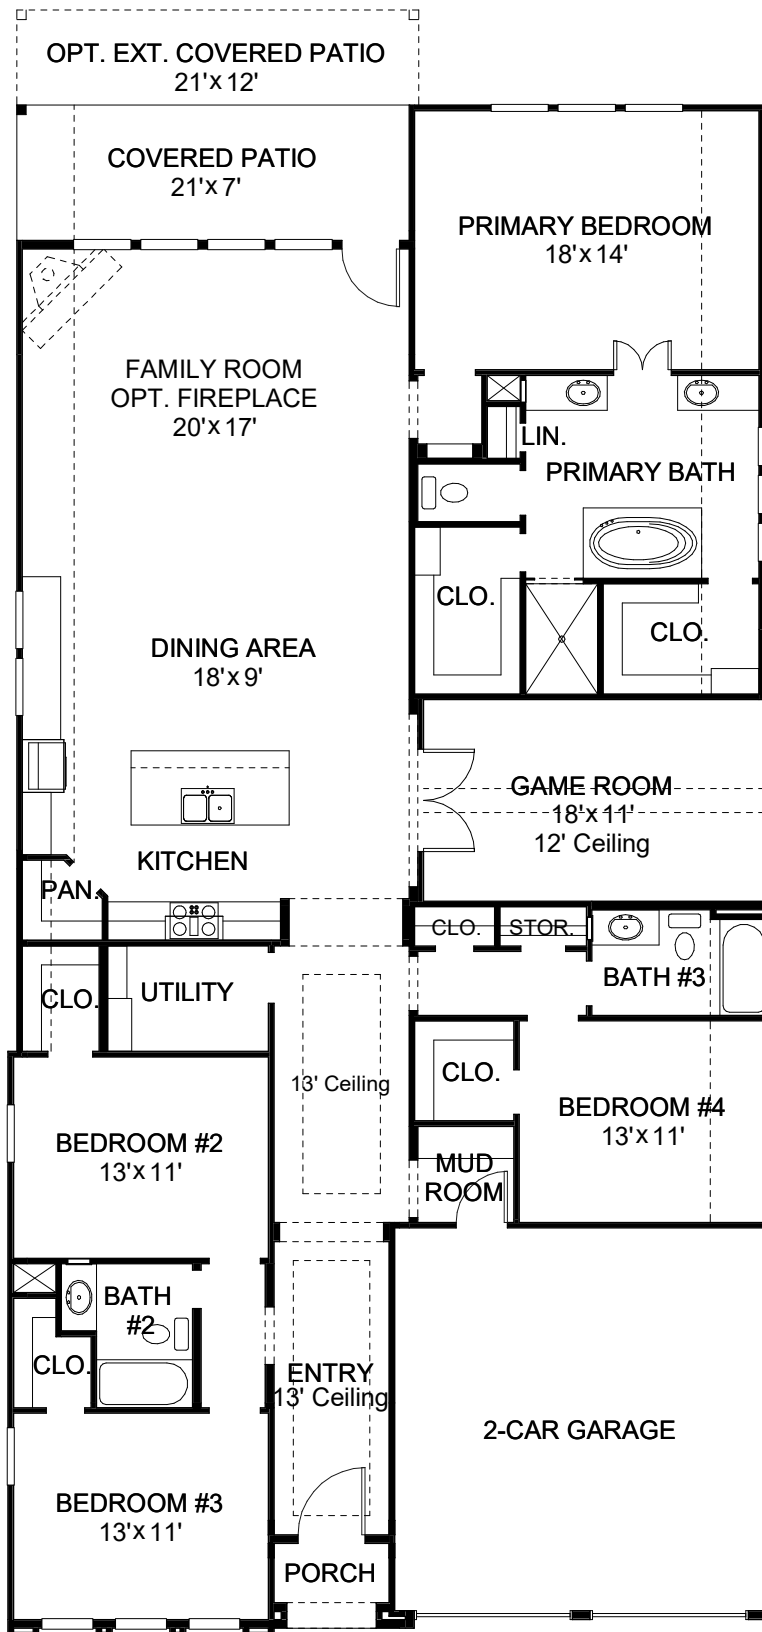 OPT. EXT. COVERED PATIO
21'x 12'
COVERED PATIO
21'x 7'
PRIMARY BEDROOM
18'x 14'
FAMILY ROOM
OPT. FIREPLACE
20'x 17'
LIN.
PRIMARY BATH
CLO.
CLO.
DINING AREA
18'x 9'
GAME ROOM
18'x 11'
12' Ceiling
KITCHEN
PAN.
CLO.
STOR.
BATH #3
CLO.
UTILITY
13' Ceiling
CLO.
BEDROOM #4
13'x 11'
BEDROOM #2
13'x 11'
MUD
ROOM
BATH
#2
CLO.
ENTRY
13' Ceiling
2-CAR GARAGE
BEDROOM #3
13'x 11'
PORCH